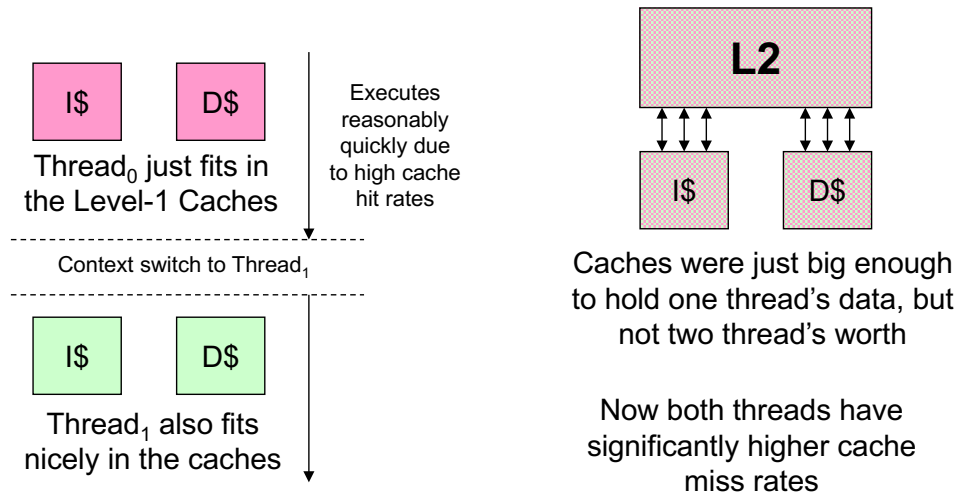 I$
D$
Thread₀ just fits in
the Level-1 Caches
Executes
reasonably
quickly due
to high cache
hit rates
Context switch to Thread₁
I$
D$
Thread₁ also fits
nicely in the caches
L2
I$
D$
Caches were just big enough
to hold one thread's data, but
not two thread's worth
Now both threads have
significantly higher cache
miss rates